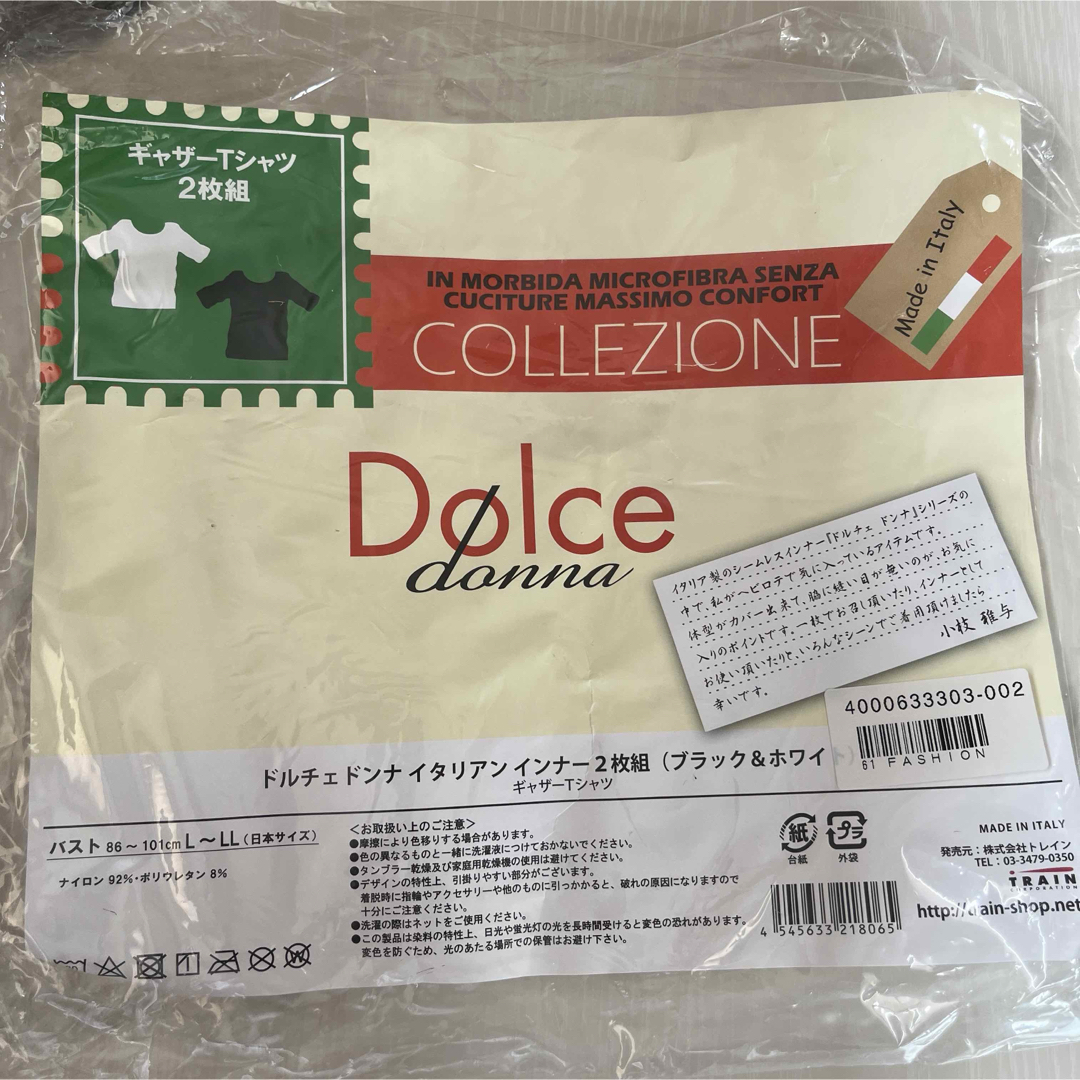 ギャザーTシャツ
2枚組
IN MORBIDA MICROFIBRA SENZA
CUCITURE MASSIMO CONFORT
COLLEZIONE
Made in Italy
Dolce
donna
イタリア製のシームレスインナー『ドルチェ ドンナ』シリーズの
中で、私がヘビロテで気に入っているアイテムです。
体型がカバー出来て、脇に縫い目が無いのが、お気に
入りのポイントです。一枚でお召し頂いたり、インナーとして
お使い頂いたりと、いろんなシーンでご着用頂けましたら
幸いです。
小枝 雅与
4000633303-002
61 FASHION
ドルチェドンナ イタリアン インナー2枚組（ブラック&ホワイト）
ギャザーTシャツ
バスト 86～101cm L～LL（日本サイズ）
ナイロン 92%・ポリウレタン 8%
＜お取扱い上のご注意＞
●摩擦により色移りする場合があります。
●色の異なるものと一緒に洗濯液につけておかないでください。
●タンブラー乾燥及び家庭用乾燥機の使用は避けてください。
●デザインの特性上、引掛りやすい部分がございます。
着脱時に指輪やアクセサリーや他のものに引っかかると、破れの原因になりますので
十分にご注意ください。
●洗濯の際はネットをご使用ください。
●この製品は染料の特性上、日光や蛍光灯の光を長時間受けると変色の恐れがあります。
変色を防ぐため、光のあたる場所での保管はお避け下さい。
紙
台紙
プラ
外袋
MADE IN ITALY
発売元：株式会社トレイン
TEL：03-3479-0350
TRAIN
CORPORATION
http://train-shop.net
4 545633 218065
W